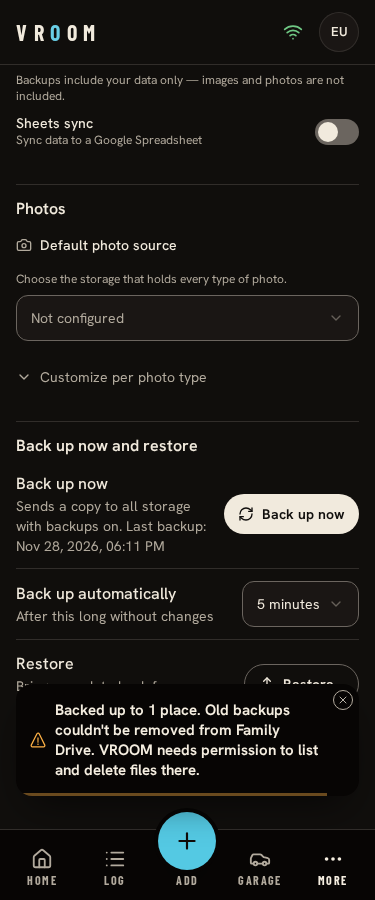 VROOM
EU
Backups include your data only — images and photos are not
included.
Sheets sync
Sync data to a Google Spreadsheet
Photos
Default photo source
Choose the storage that holds every type of photo.
Not configured
Customize per photo type
Back up now and restore
Back up now
Sends a copy to all storage
with backups on. Last backup:
Nov 28, 2026, 06:11 PM
Back up now
Back up automatically
After this long without changes
5 minutes
Restore
Restore
Backed up to 1 place. Old backups
couldn't be removed from Family
Drive. VROOM needs permission to list
and delete files there.
HOME
LOG
ADD
GARAGE
MORE